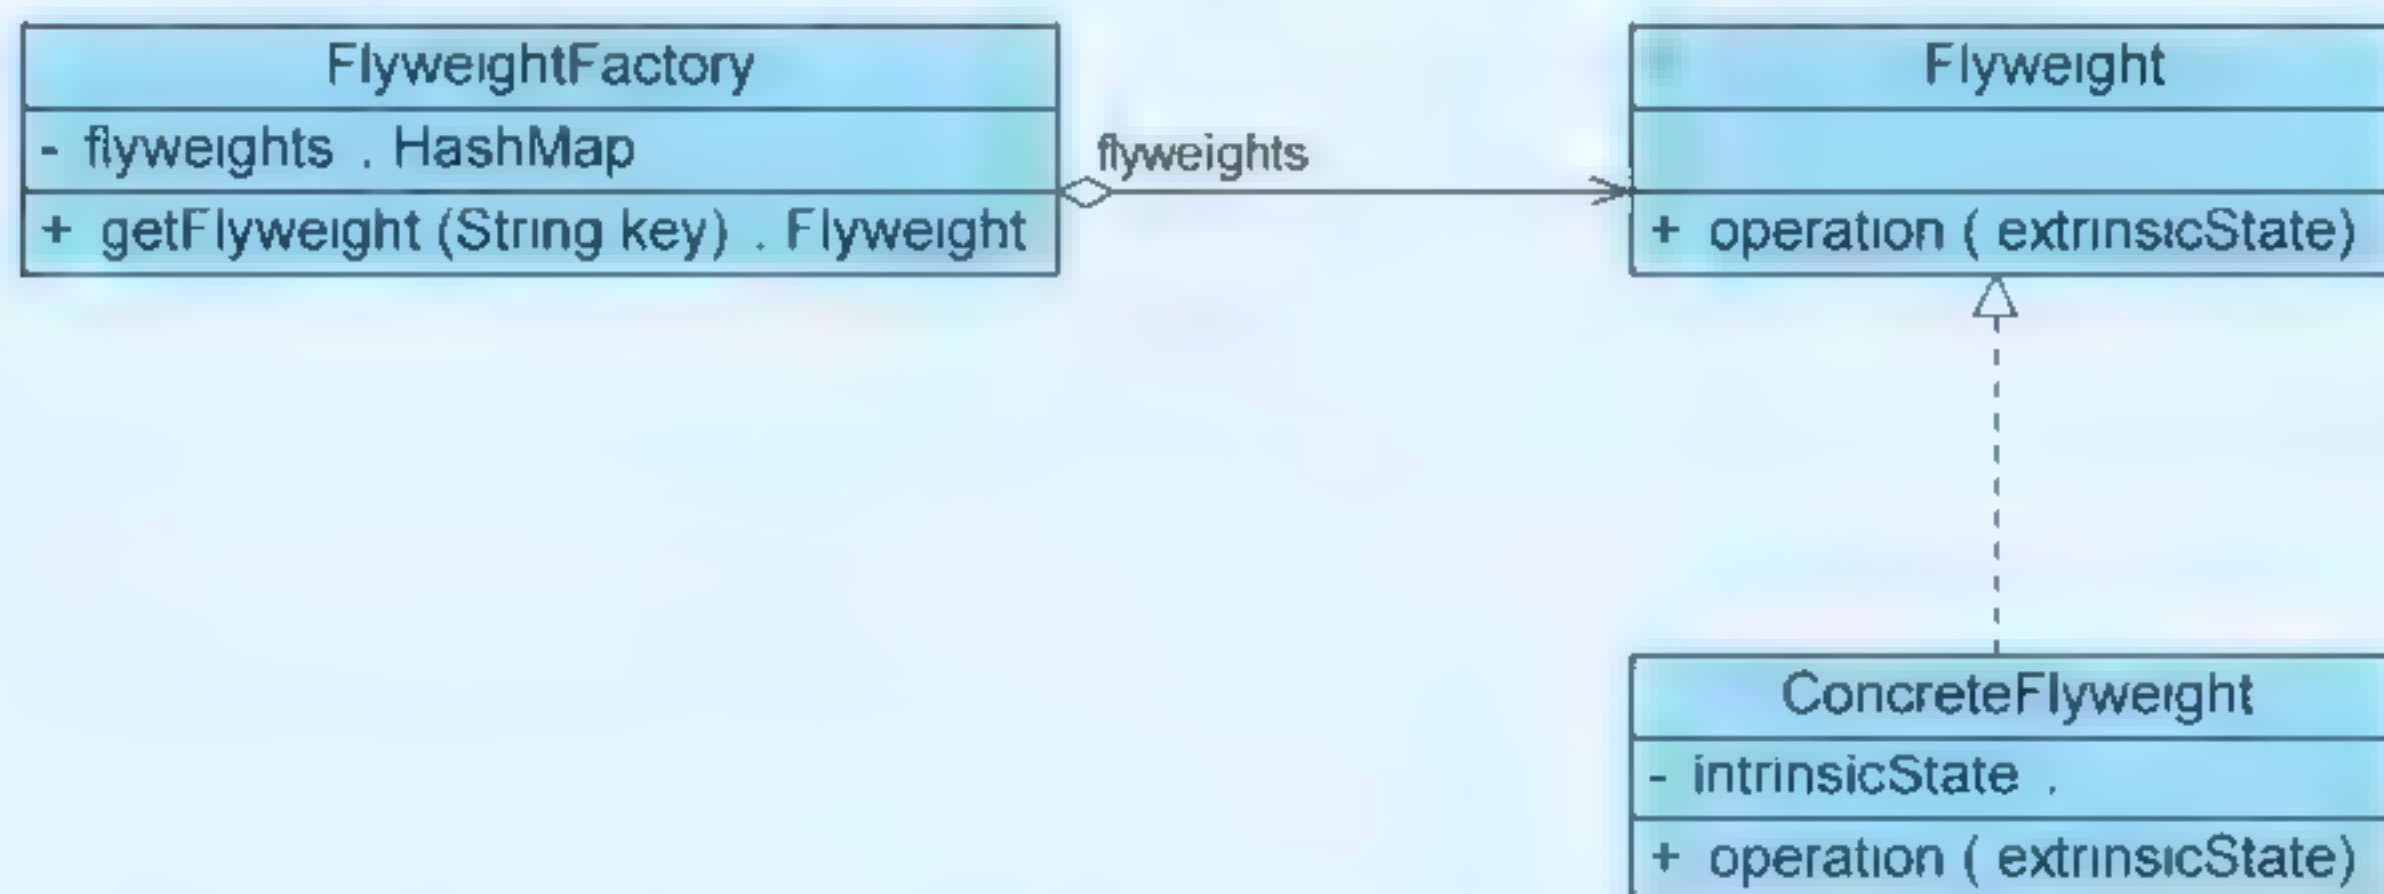 FlyweightFactory
- flyweights : HashMap
+ getFlyweight (String key) : Flyweight
flyweights
Flyweight
+ operation ( extrinsicState)
ConcreteFlyweight
- intrinsicState :
+ operation ( extrinsicState)